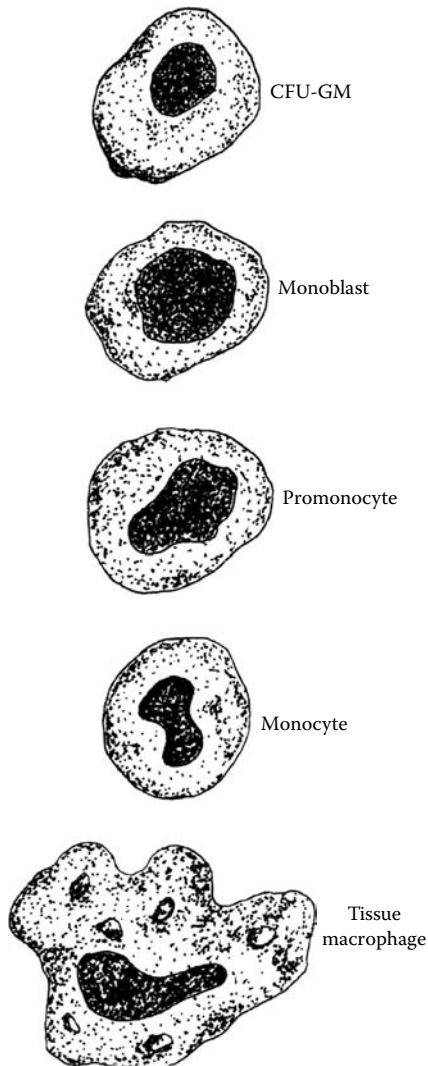 CFU-GM
Monoblast
Promonocyte
Monocyte
Tissue
macrophage